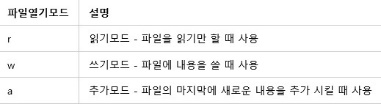 파일열기모드 설명
r 읽기모드 - 파일을 읽기만 할 때 사용
w 쓰기모드 - 파일에 내용을 쓸 때 사용
a 추가모드 - 파일의 마지막에 새로운 내용을 추가 시킬 때 사용